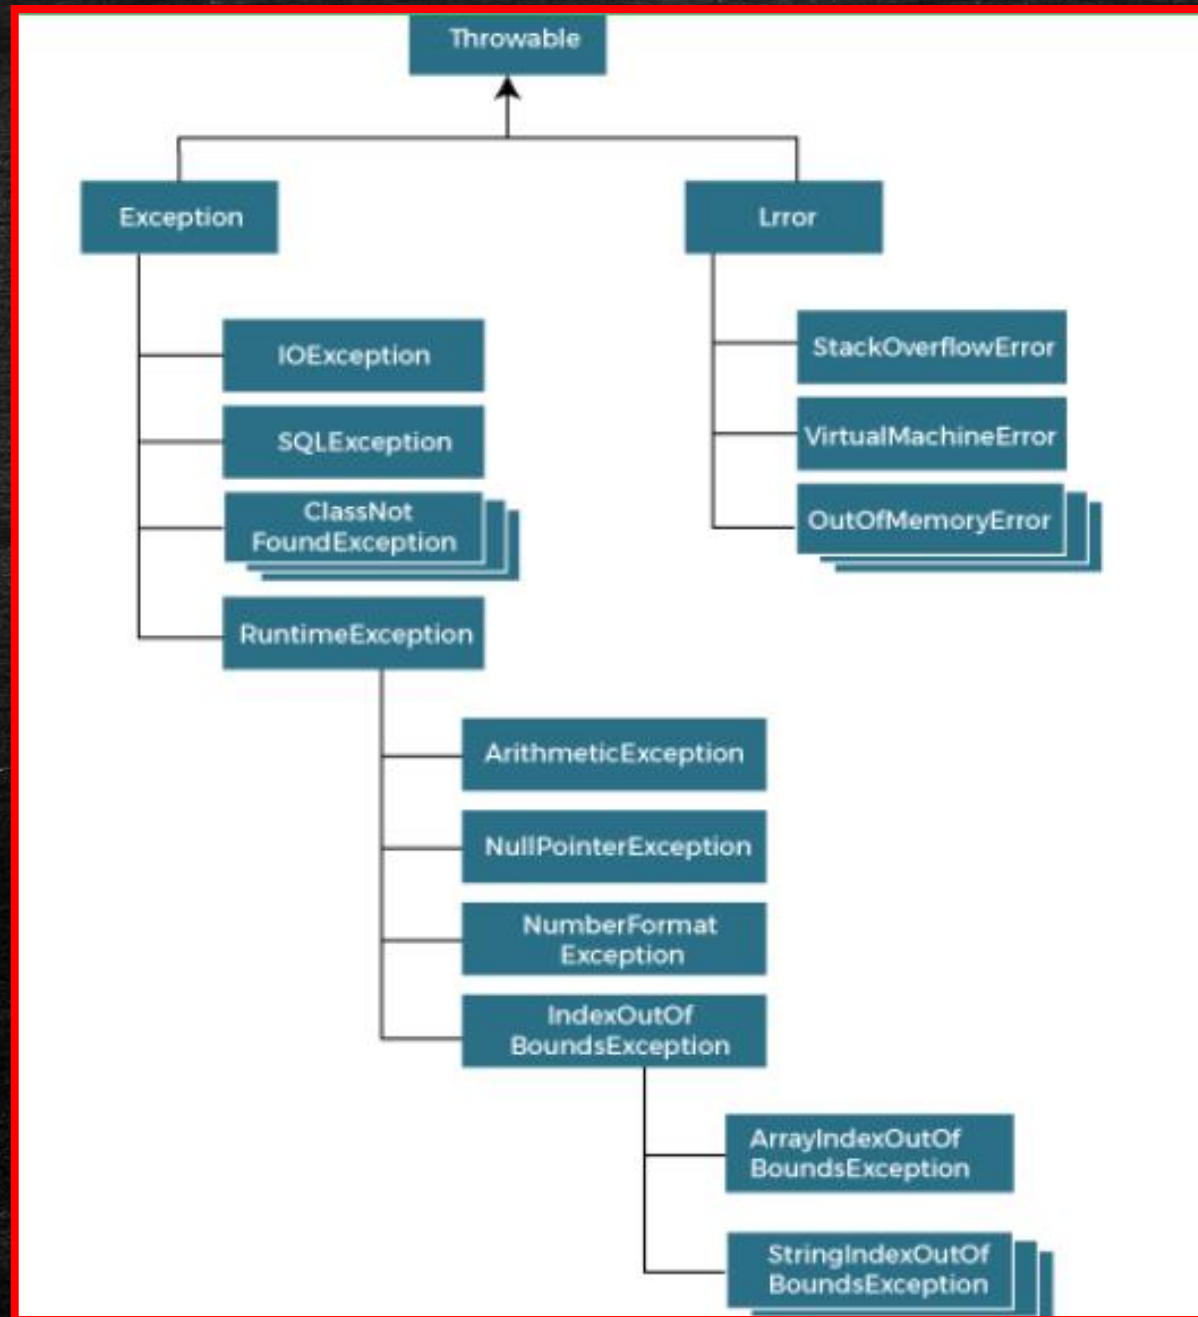 Throwable
Exception
Lrror
IOException
SQLException
ClassNot
FoundException
RuntimeException
StackOverflowError
VirtualMachineError
OutOfMemoryError
ArithmeticException
NullPointerException
NumberFormat
Exception
IndexOutOf
BoundsException
ArrayIndexOutOf
BoundsException
StringIndexOutOf
BoundsException